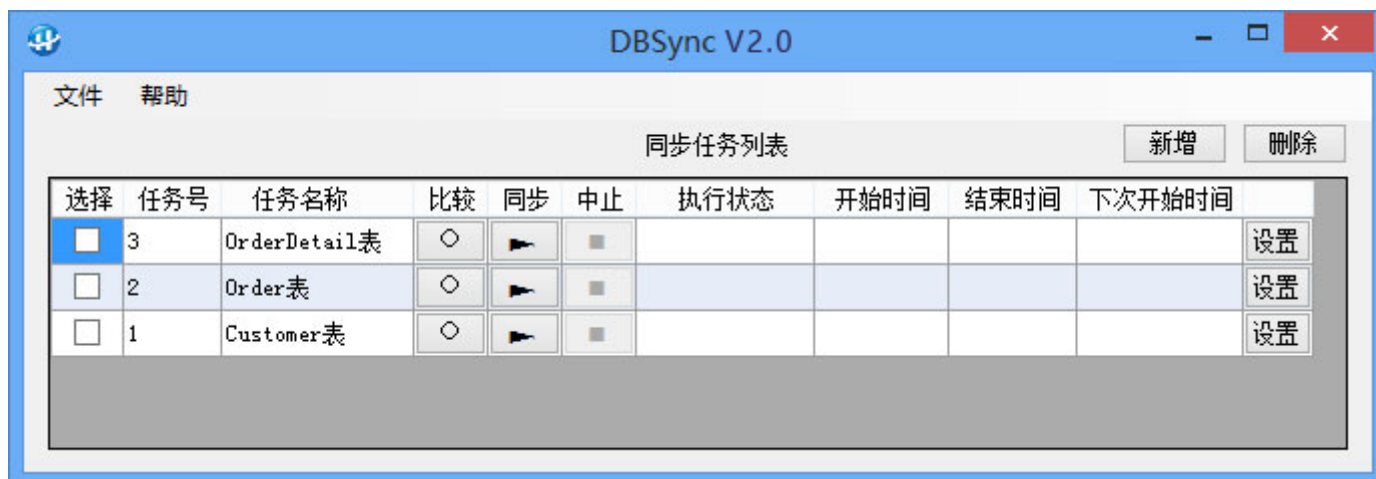 DBSync V2.0
文件 帮助
同步任务列表 新增 删除
选择 任务号 任务名称 比较 同步 中止 执行状态 开始时间 结束时间 下次开始时间
3 OrderDetail表 设置
2 Order表 设置
1 Customer表 设置